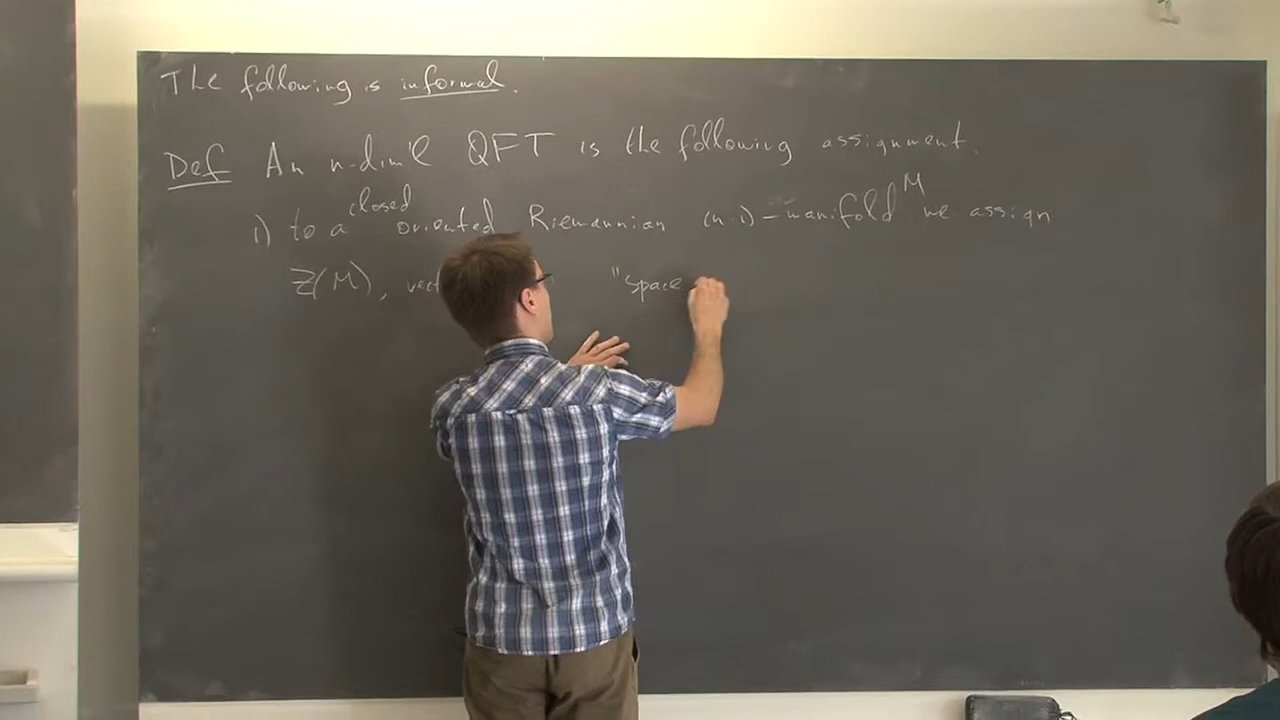 The following is informal.
Def An n-dim'l QFT is the following assignment.
1) to a closed oriented Riemannian (n-1)-manifold M we assign
Z(M), "space